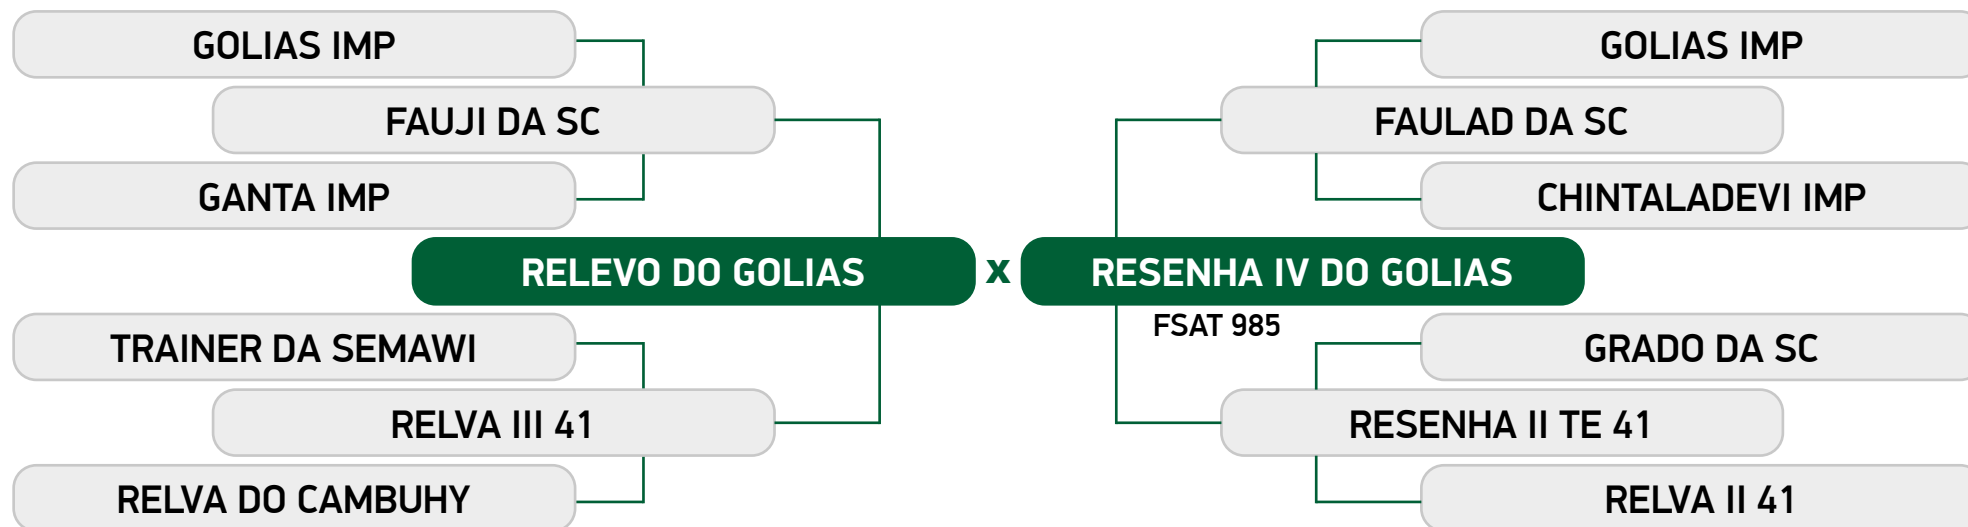 GOLIAS IMP
FAUJI DA SC
GANTA IMP
RELEVO DO GOLIAS
TRAINER DA SEMAWI
RELVA III 41
RELVA DO CAMBUHY
x
GOLIAS IMP
FAULAD DA SC
CHINTALADEVI IMP
RESENHA IV DO GOLIAS
FSAT 985
GRADO DA SC
RESENHA II TE 41
RELVA II 41